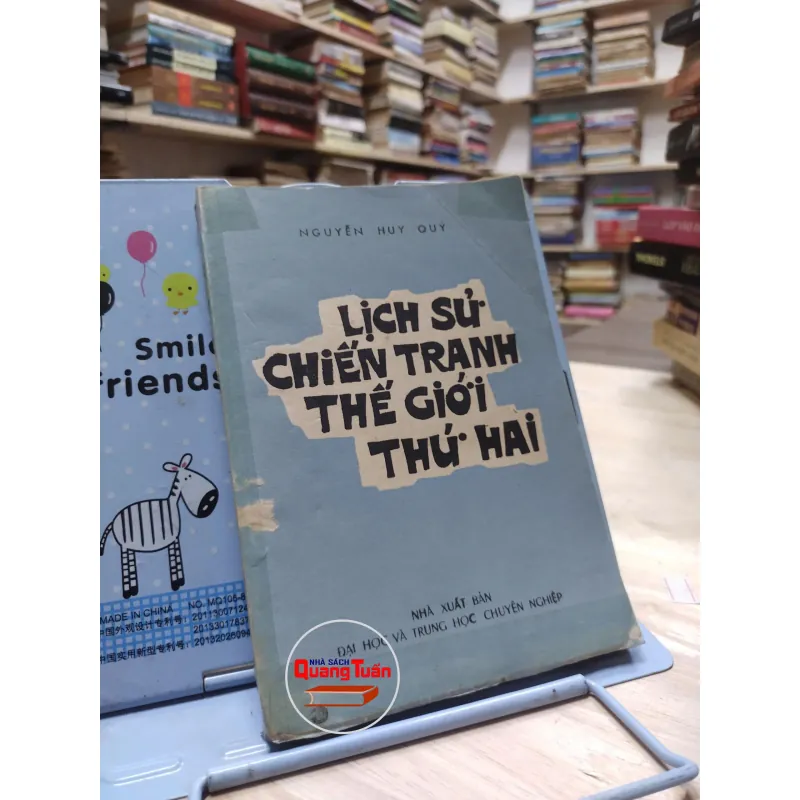 NGUYỄN HUY QUÝ
LỊCH SỬ
CHIẾN TRANH
THẾ GIỚI
THỨ HAI
NHÀ XUẤT BẢN
ĐẠI HỌC VÀ TRUNG HỌC CHUYÊN NGHIỆP
NHÀ SÁCH
Quang Tuấn
Smile
Friends
MADE IN CHINA